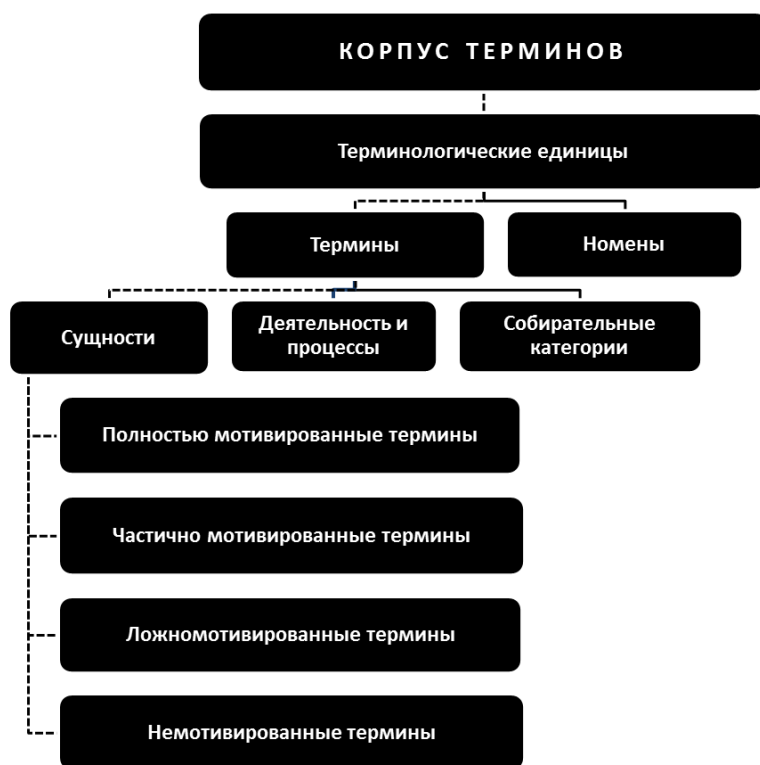 КОРПУС ТЕРМИНОВ
Терминологические единицы
Термины
Номены
Сущности
Деятельность и
процессы
Собирательные
категории
Полностью мотивированные термины
Частично мотивированные термины
Ложномотивированные термины
Немотивированные термины